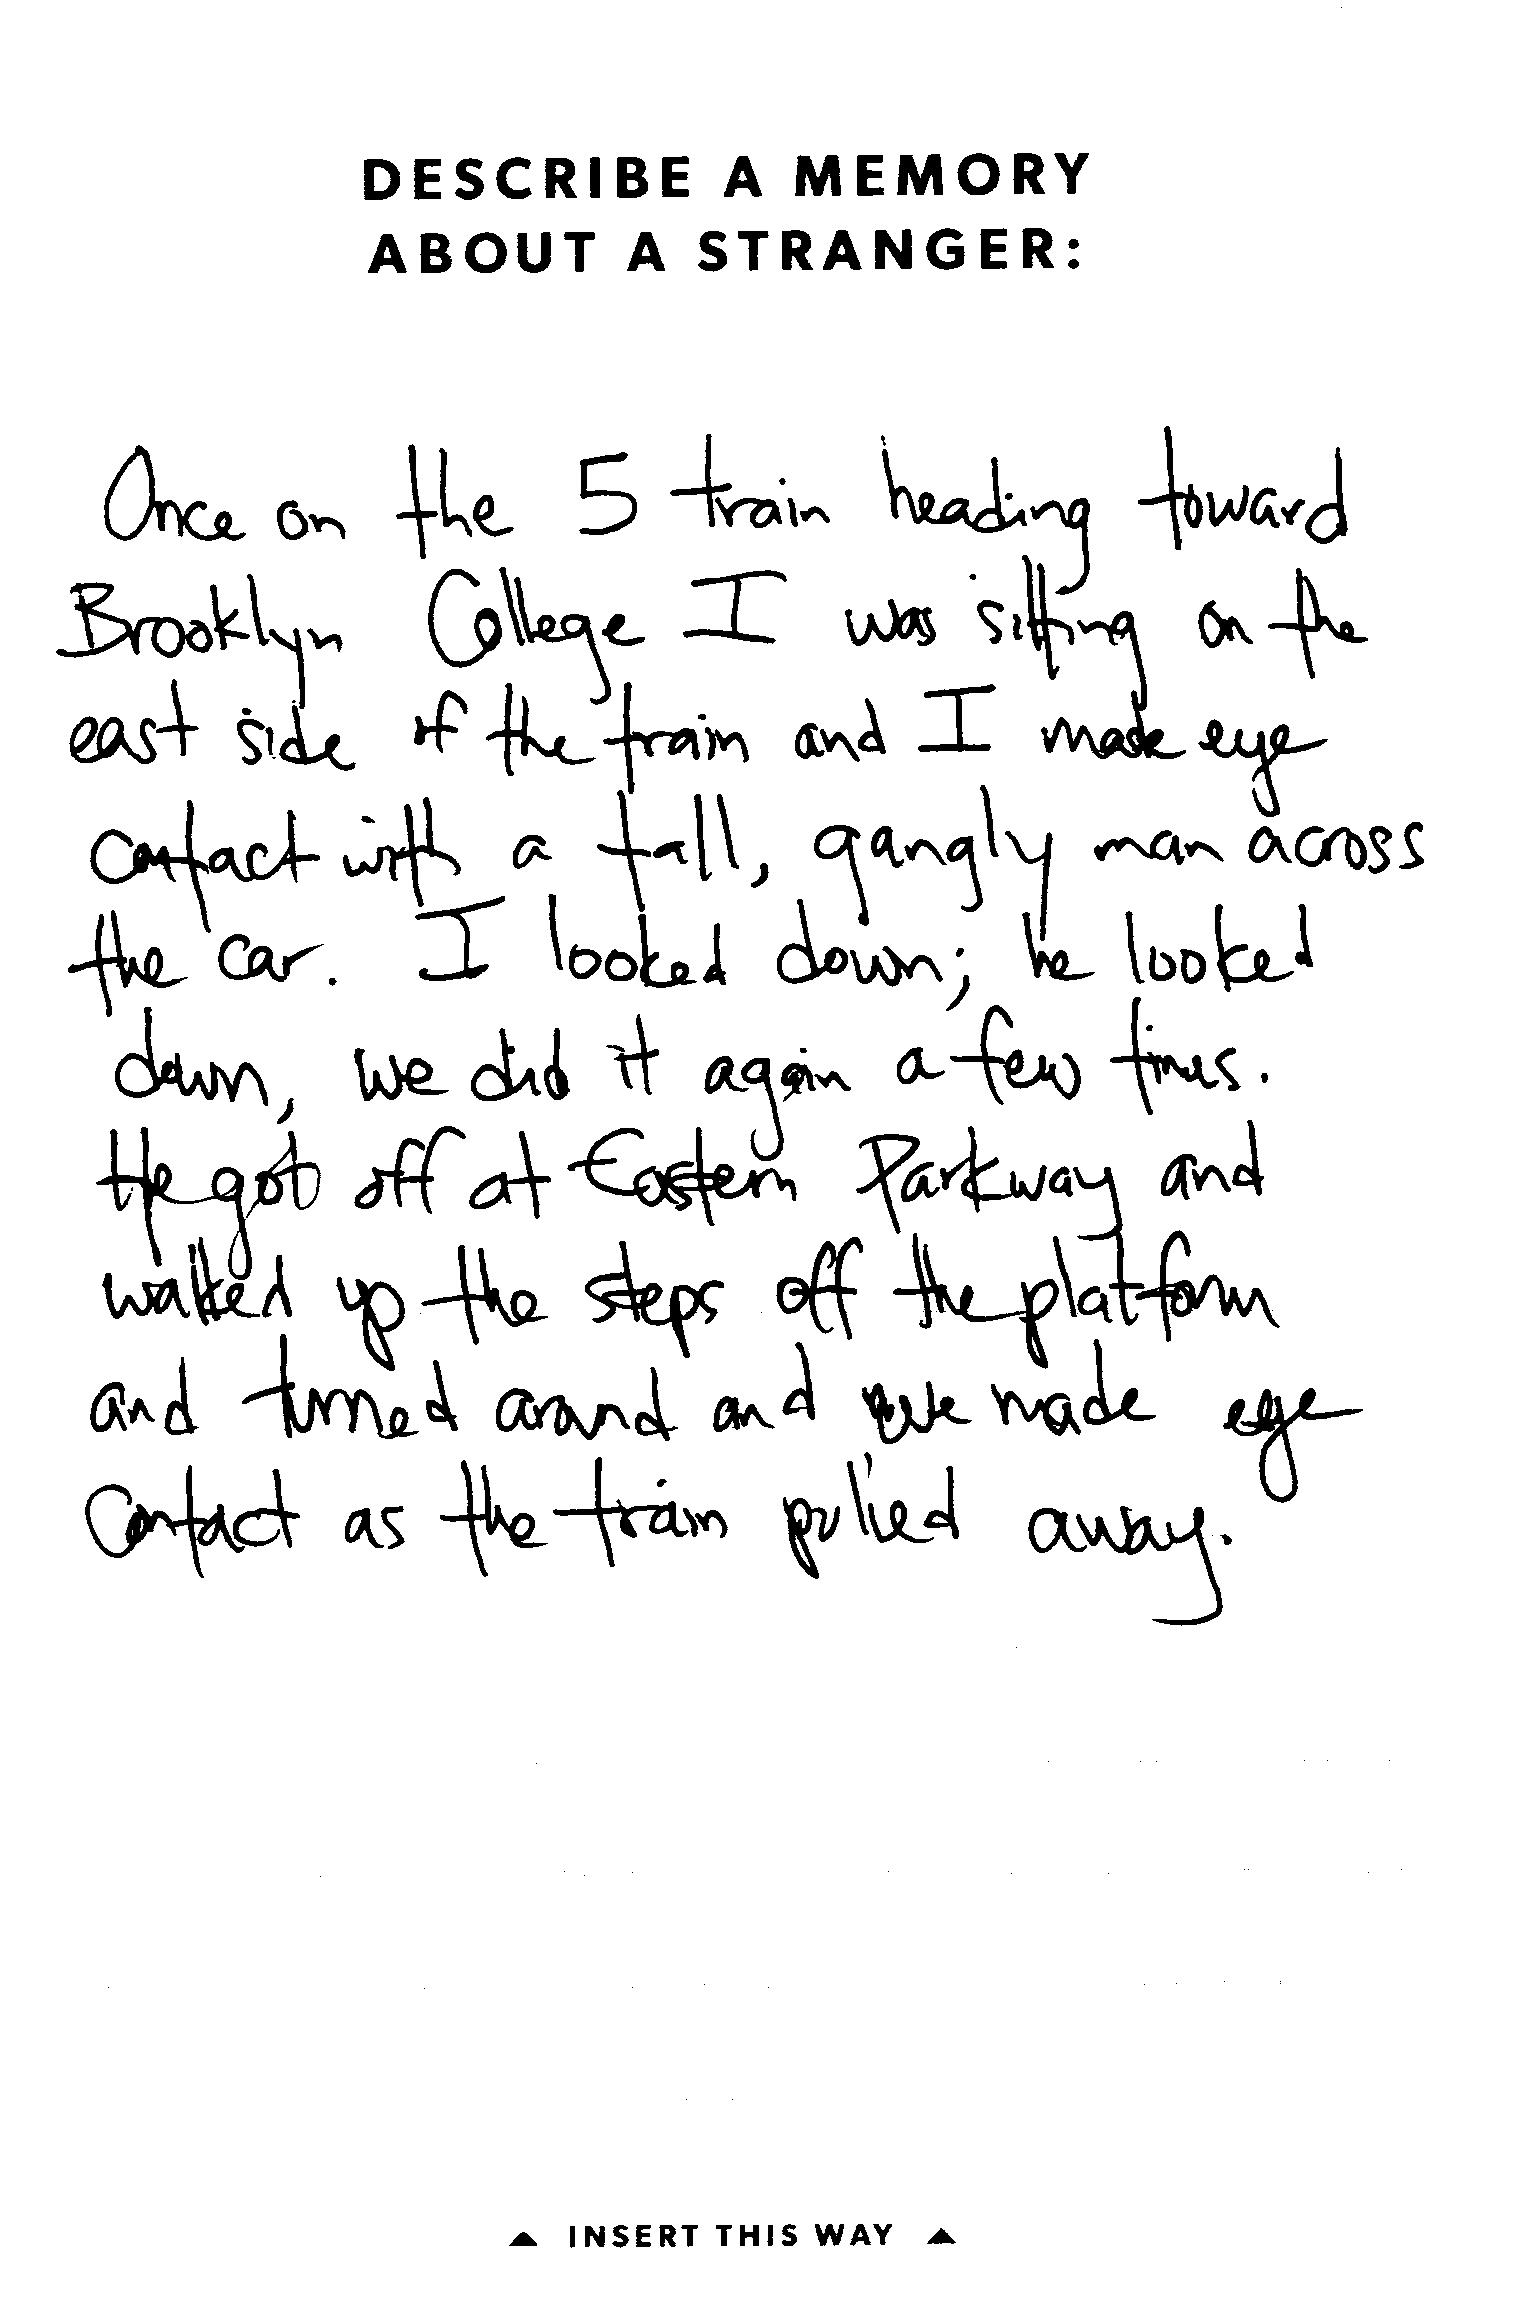 DESCRIBE A MEMORY
ABOUT A STRANGER:
Once on the 5 train heading toward
Brooklyn College I was sitting on the
east side of the train and I made eye
contact with a tall, gangly man across
the car. I looked down; he looked
down, we did it again a few times.
He got off at Eastern Parkway and
walked up the steps off the platform
and turned around and we made eye
contact as the train pulled away.
▲ INSERT THIS WAY ▲